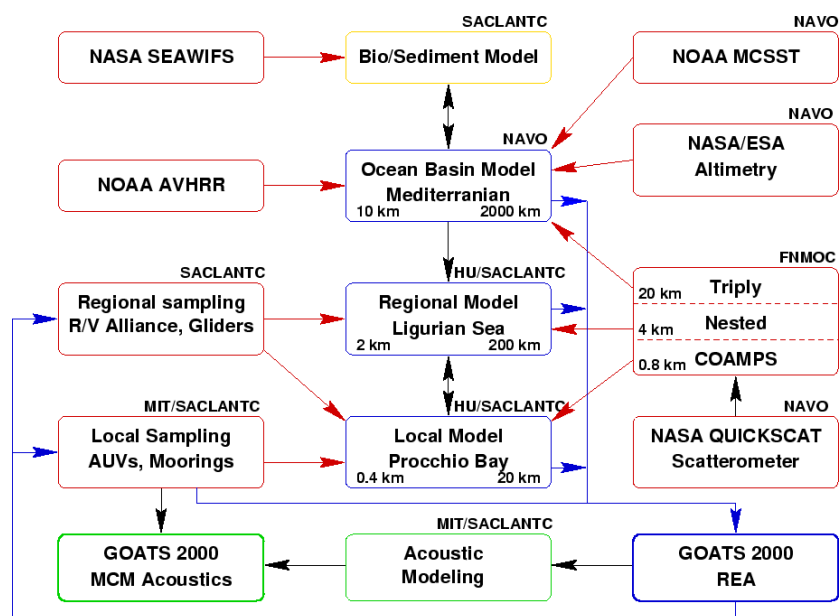 SACLANTC
NAVO
NASA SEAWIFS
Bio/Sediment Model
NOAA MCSST
NAVO
NAVO
NOAA AVHRR
Ocean Basin Model
Mediterranian
10 km
2000 km
NASA/ESA
Altimetry
SACLANTC
HU/SACLANTC
FNMOC
Regional sampling
R/V Alliance, Gliders
Regional Model
Ligurian Sea
2 km
200 km
Triply
20 km
Nested
4 km
COAMPS
0.8 km
MIT/SACLANTC
HU/SACLANTC
NAVO
Local Sampling
AUVs, Moorings
Local Model
Procchio Bay
0.4 km
20 km
NASA QUICKSCAT
Scatterometer
MIT/SACLANTC
GOATS 2000
MCM Acoustics
Acoustic
Modeling
GOATS 2000
REA